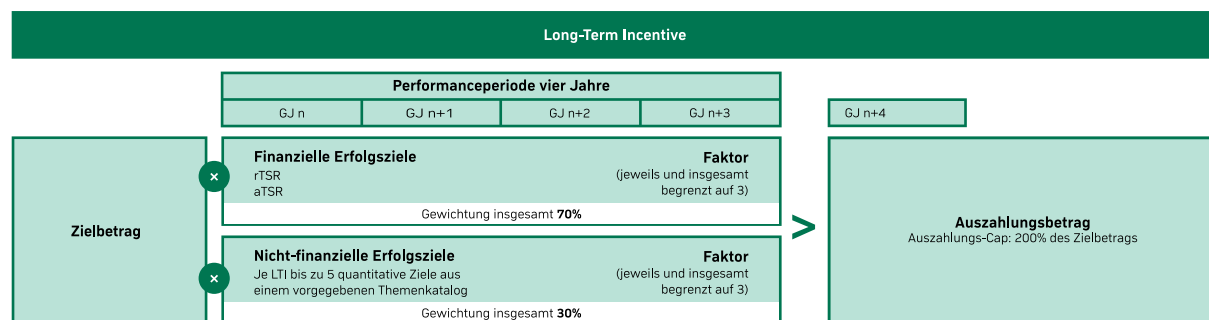 Long-Term Incentive
Performanceperiode vier Jahre
GJ n
GJ n+1
GJ n+2
GJ n+3
GJ n+4
Zielbetrag
×
Finanzielle Erfolgsziele
rTSR
aTSR
Faktor
(jeweils und insgesamt
begrenzt auf 3)
Gewichtung insgesamt 70%
×
Nicht-finanzielle Erfolgsziele
Je LTI bis zu 5 quantitative Ziele aus
einem vorgegebenen Themenkatalog
Faktor
(jeweils und insgesamt
begrenzt auf 3)
Gewichtung insgesamt 30%
>
Auszahlungsbetrag
Auszahlungs-Cap: 200% des Zielbetrags